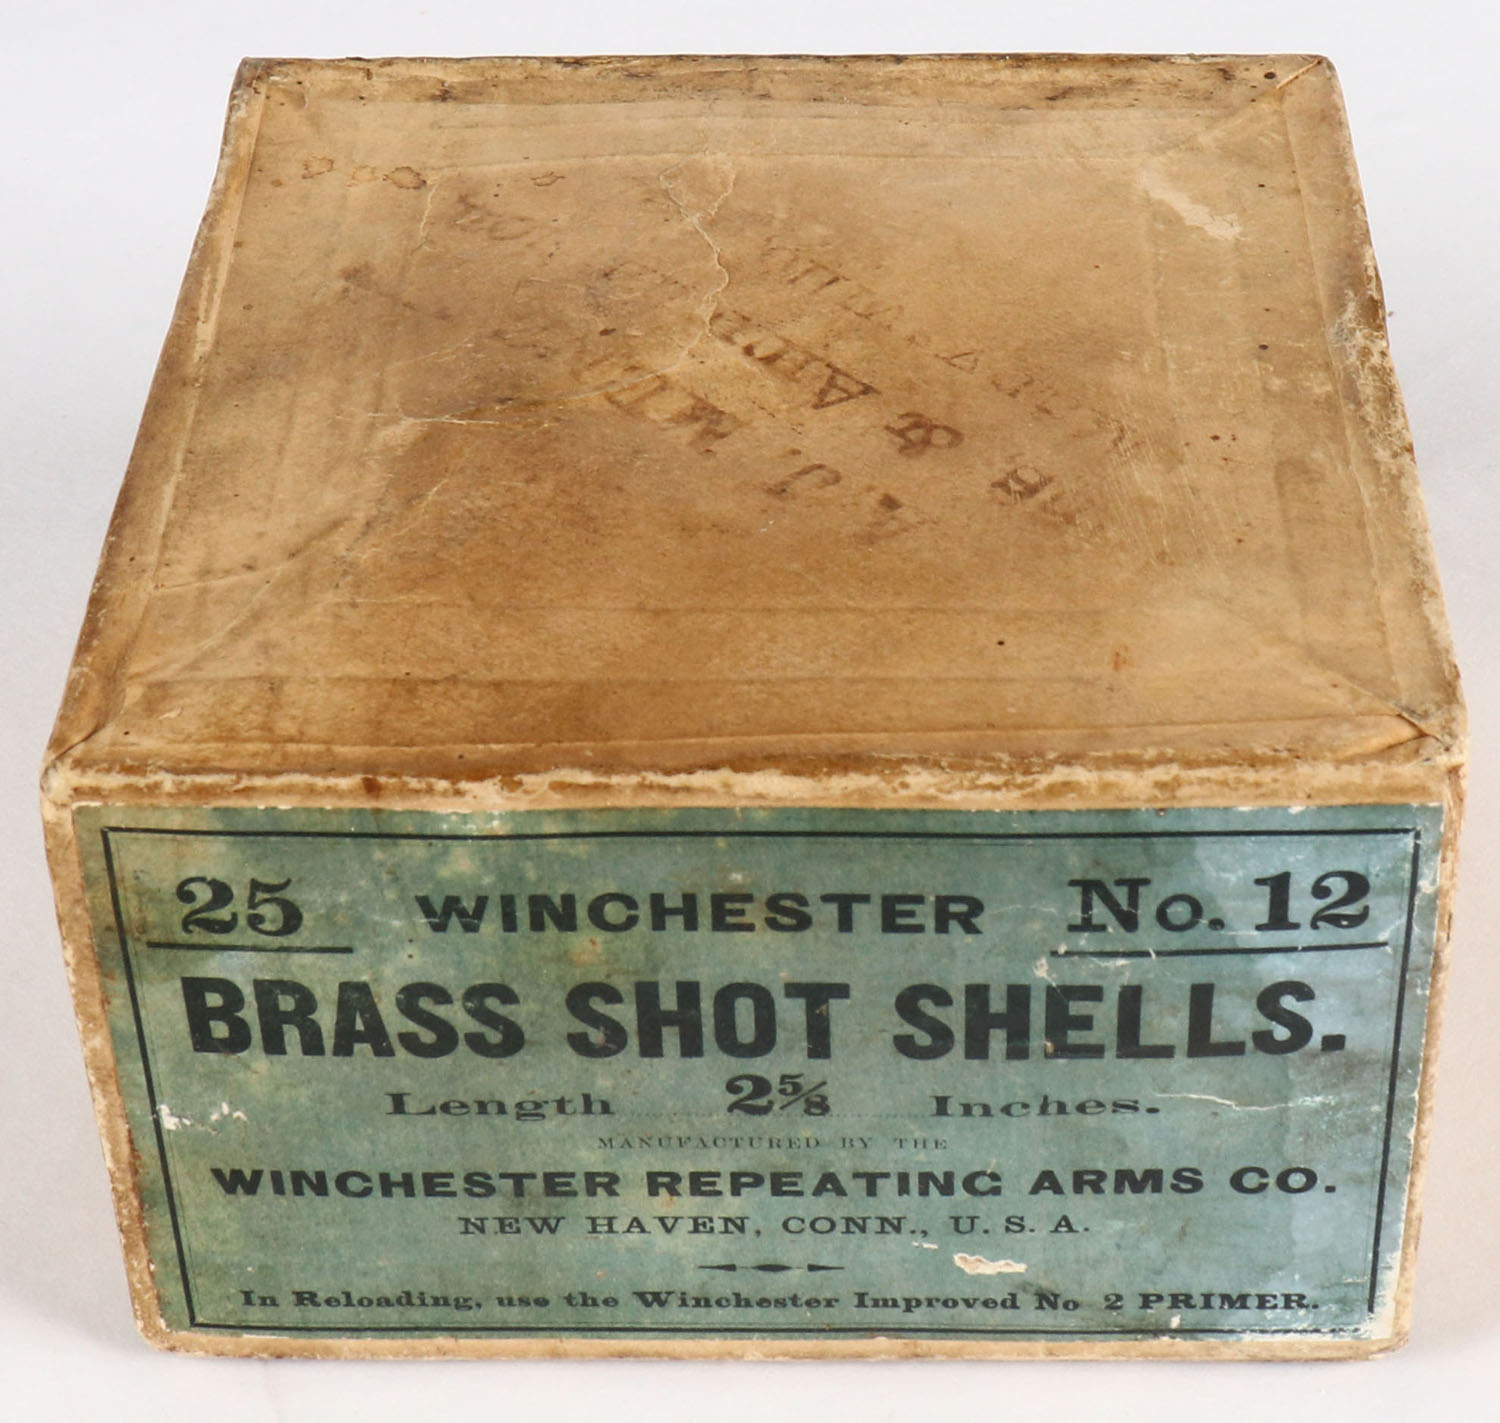 A. J.
& Amm
25 WINCHESTER No. 12
BRASS SHOT SHELLS.
Length 2⅝ Inches.
MANUFACTURED BY THE
WINCHESTER REPEATING ARMS CO.
NEW HAVEN, CONN., U. S. A.
In Reloading, use the Winchester Improved No 2 PRIMER.